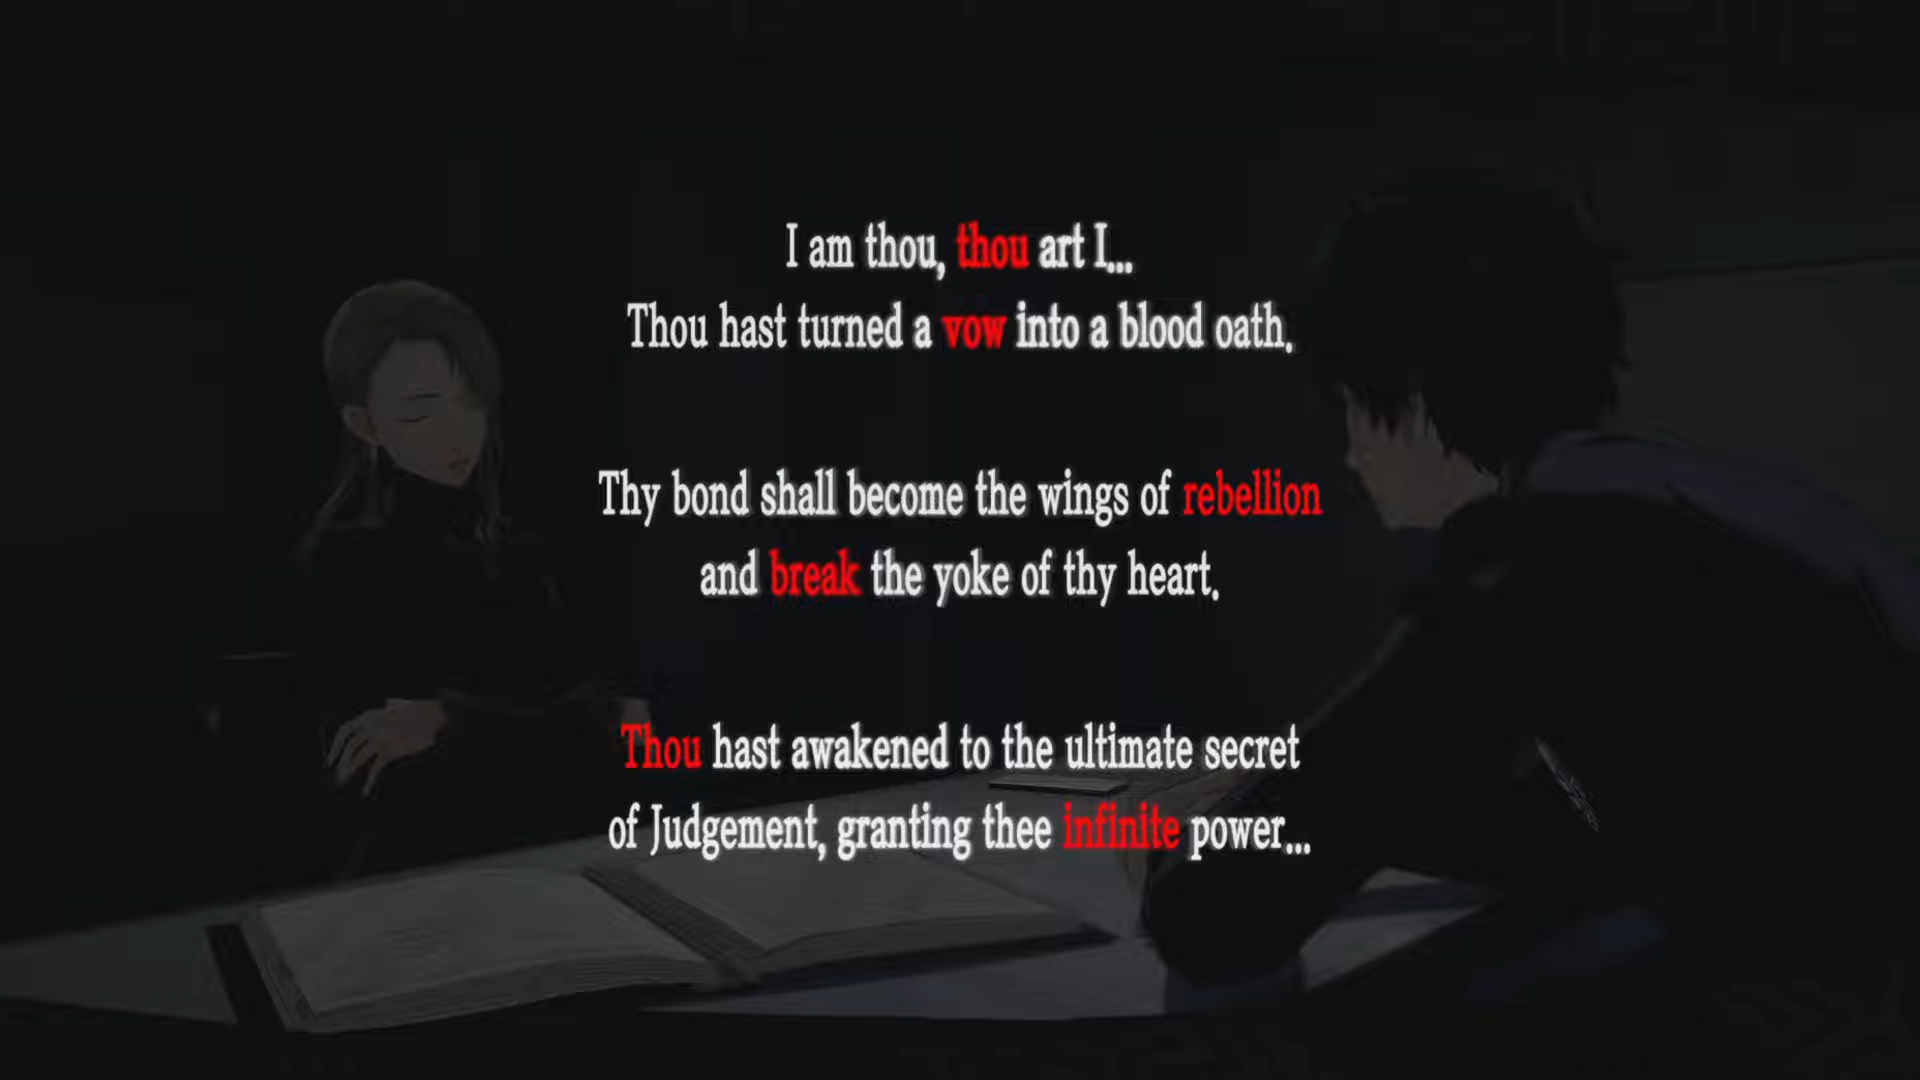 I am thou, thou art I...
Thou hast turned a vow into a blood oath.
Thy bond shall become the wings of rebellion
and break the yoke of thy heart.
Thou hast awakened to the ultimate secret
of Judgement, granting thee infinite power...